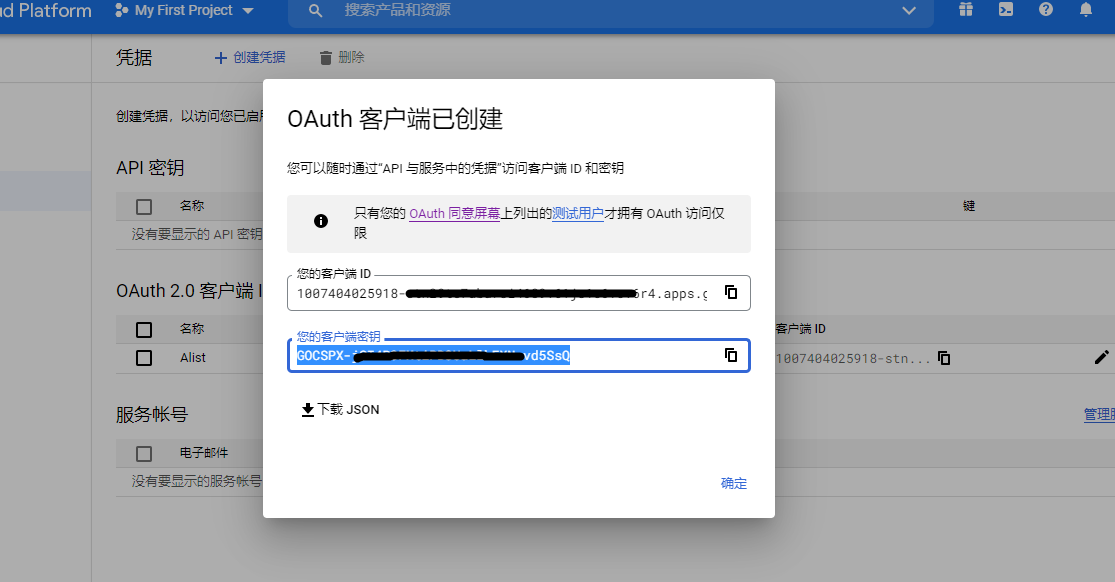 d Platform
My First Project
搜索产品和资源
凭据
创建凭据
删除
创建凭据，以访问您已启用
API 密钥
名称
键
没有要显示的 API 密钥
OAuth 2.0 客户端 I
名称
客户端 ID
Alist
1007404025918-stn...
服务帐号
管理服
电子邮件
没有要显示的服务帐号
OAuth 客户端已创建
您可以随时通过“API 与服务中的凭据”访问客户端 ID 和密钥
只有您的 OAuth 同意屏幕上列出的测试用户才拥有 OAuth 访问仅
限
您的客户端 ID
1007404025918- 6r4.apps.g
您的客户端密钥
GOCSPX- vd5SsQ
下载 JSON
确定